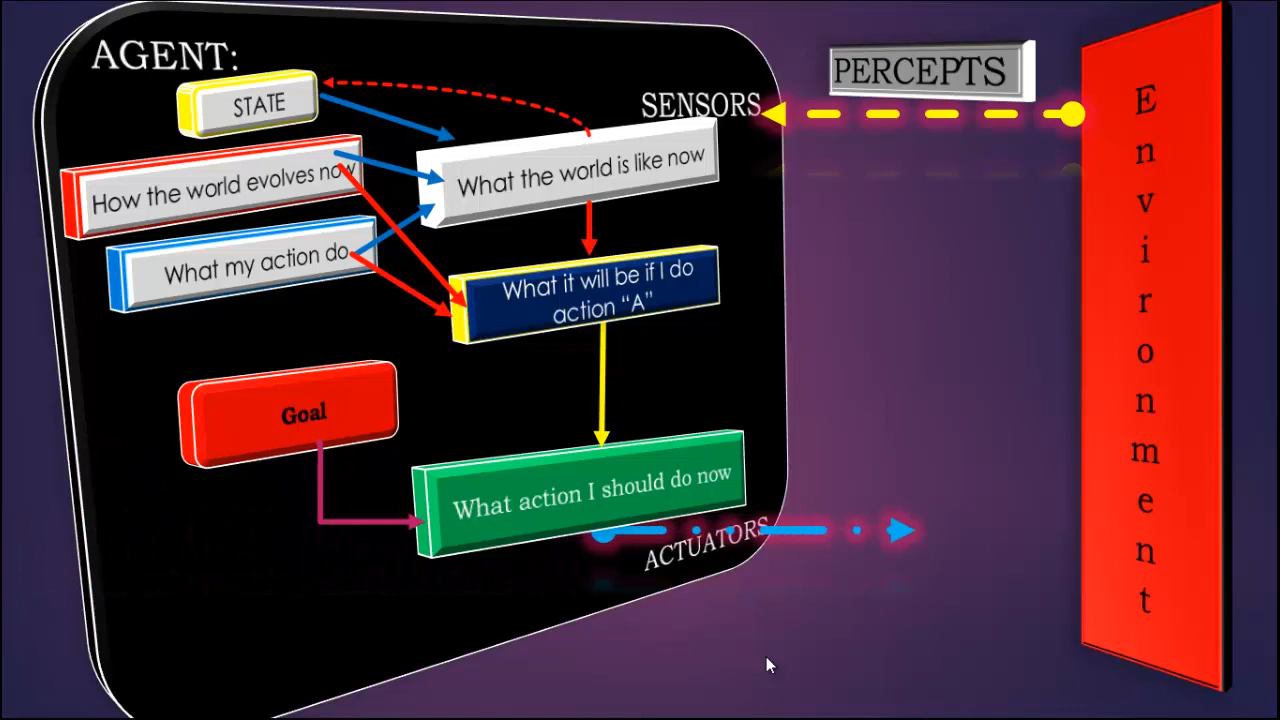 AGENT:
STATE
How the world evolves now
What my action do
Goal
SENSORS
What the world is like now
What it will be if I do
action “A”
What action I should do now
ACTUATORS
PERCEPTS
Environment